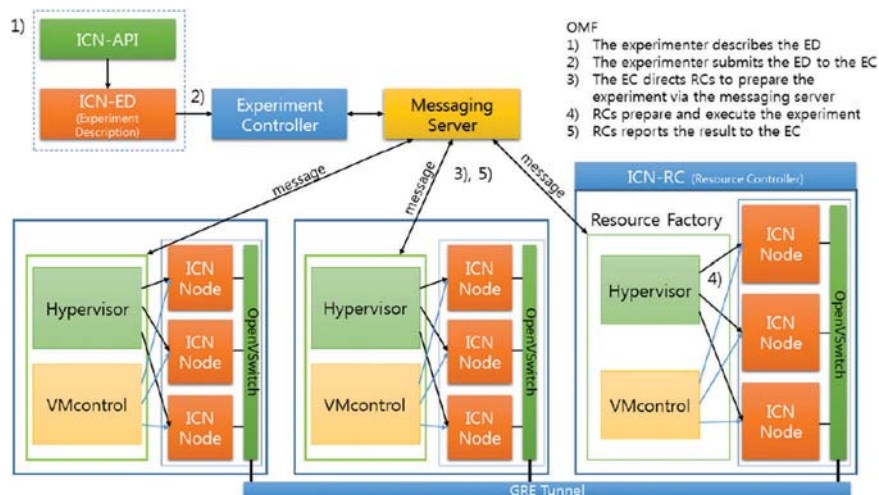 1)
ICN-API
ICN-ED
(Experiment
Description)
2)
Experiment
Controller
Messaging
Server
OMF
1) The experimenter describes the ED
2) The experimenter submits the ED to the EC
3) The EC directs RCs to prepare the
experiment via the messaging server
4) RCs prepare and execute the experiment
5) RCs reports the result to the EC
message
message
3), 5)
message
ICN-RC (Resource Controller)
Hypervisor
VMcontrol
ICN
Node
ICN
Node
ICN
Node
OpenVSwitch
Hypervisor
VMcontrol
ICN
Node
ICN
Node
ICN
Node
OpenVSwitch
Resource Factory
Hypervisor
4)
VMcontrol
ICN
Node
ICN
Node
ICN
Node
OpenVSwitch
GRE Tunnel